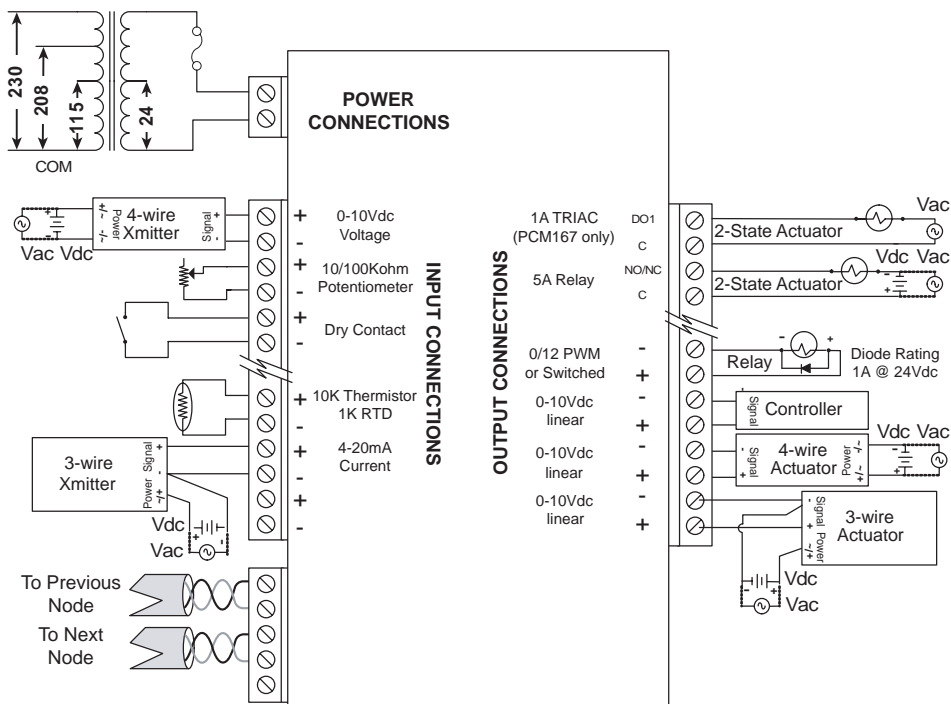 230
208
115
24
COM
POWER
CONNECTIONS
4-wire
Xmitter
+/~
-/~
Power
Signal
+
-
Vac Vdc
+
-
+
-
+
-
+
-
+
-
+
-
0-10Vdc
Voltage
10/100Kohm
Potentiometer
Dry Contact
10K Thermistor
1K RTD
4-20mA
Current
INPUT CONNECTIONS
3-wire
Xmitter
Signal
+
-
Power
~/+
Vdc
+
-
Vac
To Previous
Node
To Next
Node
OUTPUT CONNECTIONS
1A TRIAC
(PCM167 only)
DO1
C
5A Relay
NO/NC
C
0/12 PWM
or Switched
-
+
0-10Vdc
linear
-
+
0-10Vdc
linear
-
+
0-10Vdc
linear
-
+
2-State Actuator
Vac
2-State Actuator
Vdc
Vac
-
+
Relay
-
+
Diode Rating
1A @ 24Vdc
-
Signal
Controller
-
Signal
+
4-wire
Actuator
Power
-/~
~/+
Vdc Vac
-
+
-
Signal
+
Power
~/+
3-wire
Actuator
-
+
Vdc
Vac